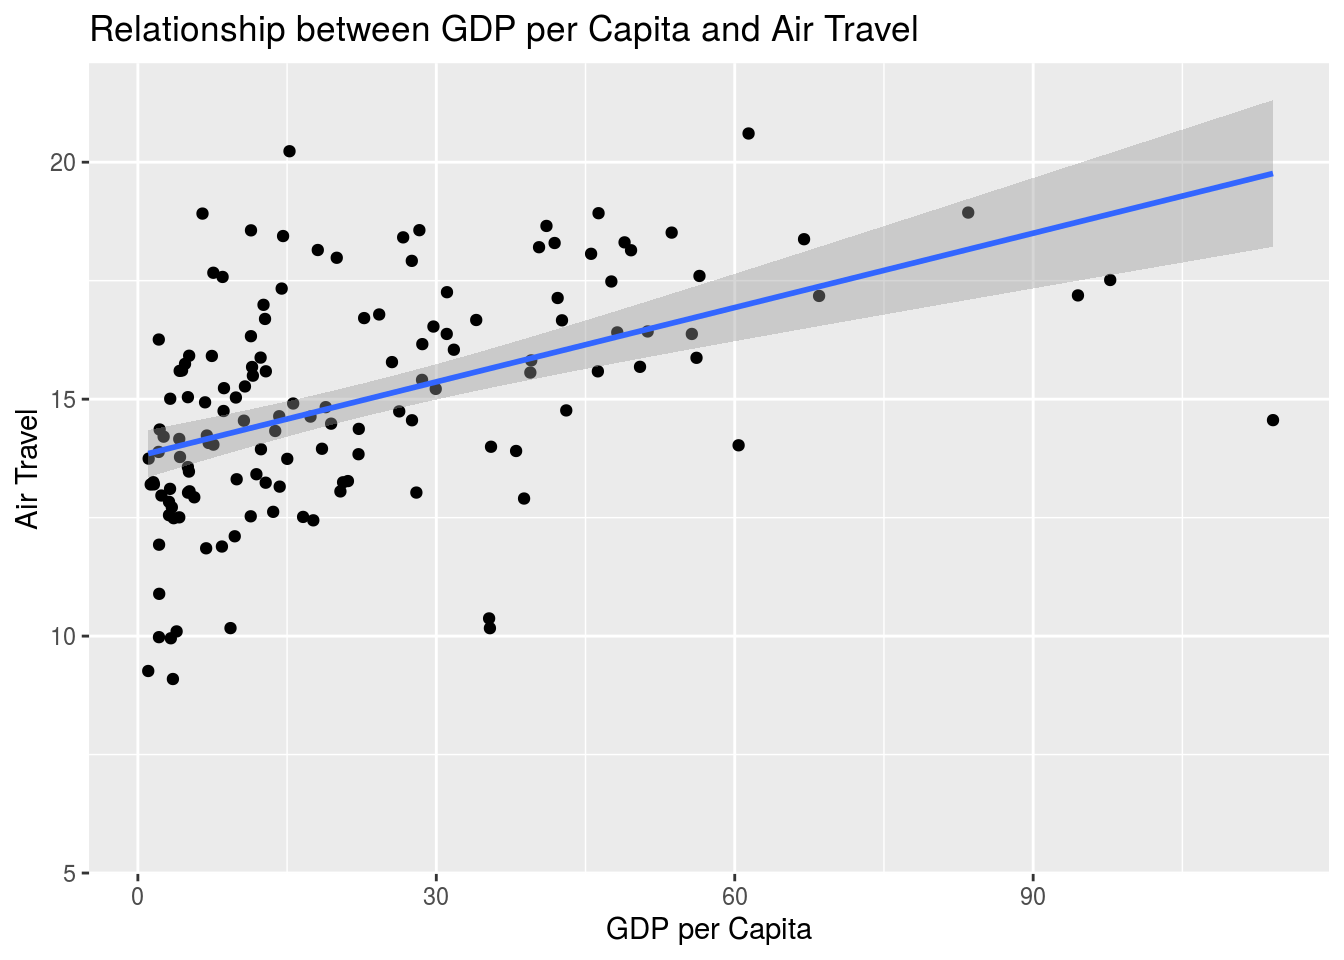 Relationship between GDP per Capita and Air Travel
20
15
10
5
Air Travel
0 30 60 90
GDP per Capita